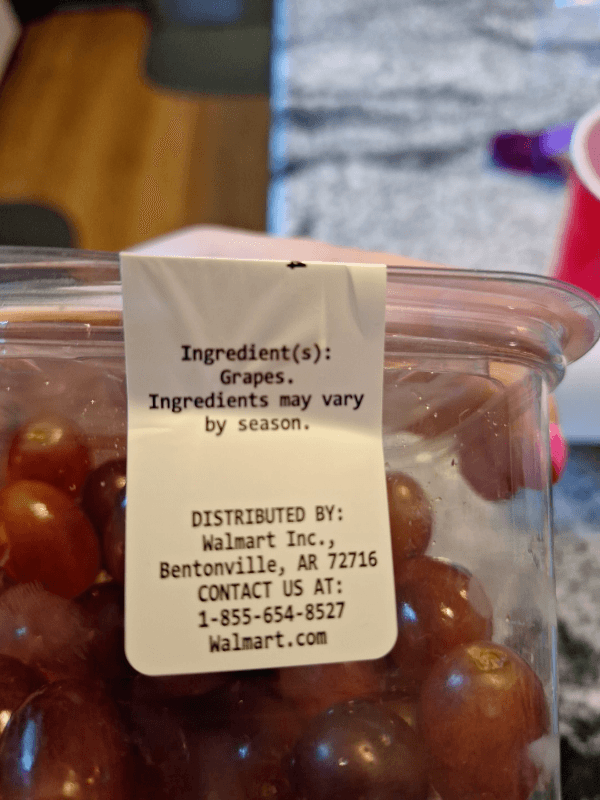 Ingredient(s):
Grapes.
Ingredients may vary
by season.
DISTRIBUTED BY:
Walmart Inc.,
Bentonville, AR 72716
CONTACT US AT:
1-855-654-8527
Walmart.com